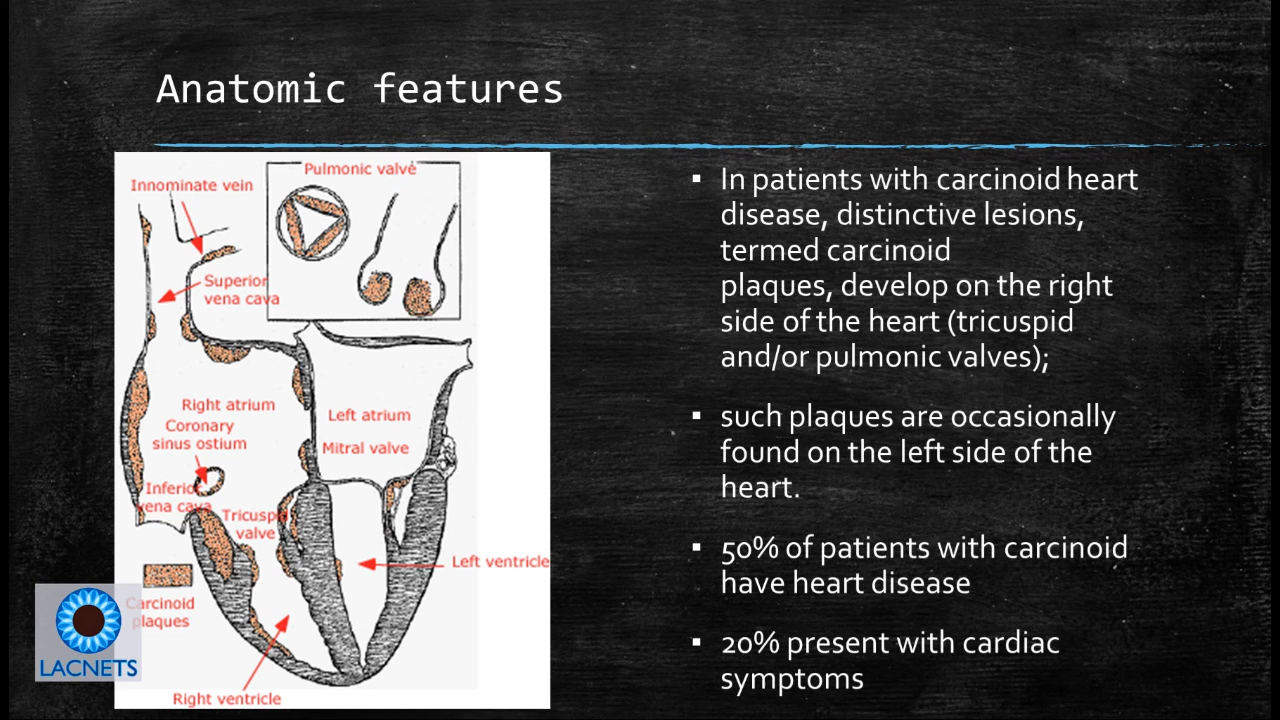 Anatomic features
Pulmonic valve
Innominate vein
Superior
vena cava
Right atrium
Left atrium
Coronary
sinus ostium
Mitral valve
Inferior
vena cava
Tricuspid
valve
Left ventricle
Carcinoid
plaques
Right ventricle
LACNETS
▪ In patients with carcinoid heart
disease, distinctive lesions,
termed carcinoid
plaques, develop on the right
side of the heart (tricuspid
and/or pulmonic valves);
▪ such plaques are occasionally
found on the left side of the
heart.
▪ 50% of patients with carcinoid
have heart disease
▪ 20% present with cardiac
symptoms